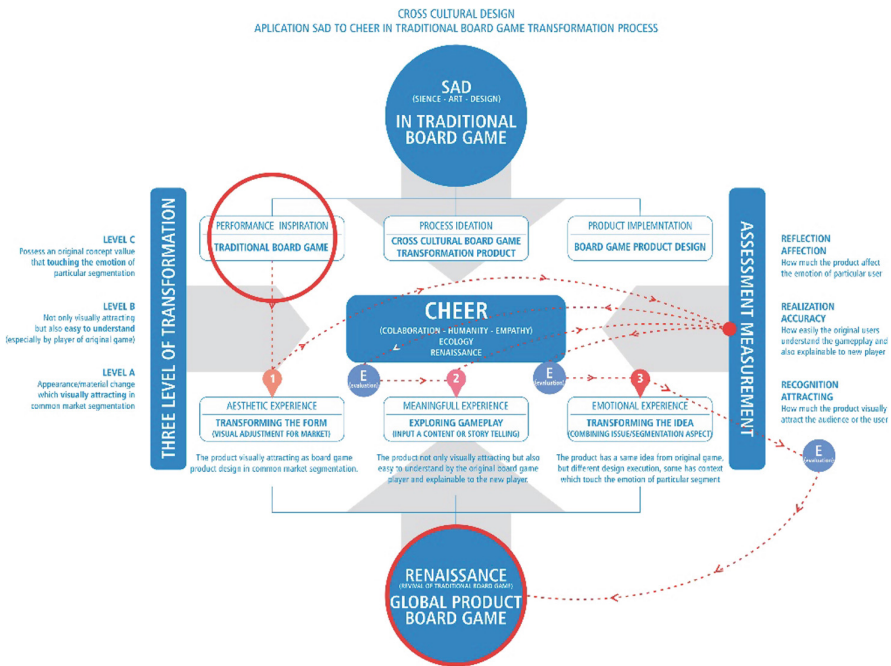 CROSS CULTURAL DESIGN
APLICATION SAD TO CHEER IN TRADITIONAL BOARD GAME TRANSFORMATION PROCESS
SAD
(SIENCE - ART - DESIGN)
IN TRADITIONAL
BOARD GAME
THREE LEVEL OF TRANSFORMATION
LEVEL C
Possess an original concept value
that touching the emotion of
particular segmentation
LEVEL B
Not only visually attracting
but also easy to understand
(especially by player of original game)
LEVEL A
Appearance/material change
which visually attracting in
common market segmentation
PERFORMANCE INSPIRATION
TRADITIONAL BOARD GAME
PROCESS IDEATION
CROSS CULTURAL BOARD GAME
TRANSFORMATION PRODUCT
PRODUCT IMPLEMNTATION
BOARD GAME PRODUCT DESIGN
CHEER
(COLABORATION - HUMANITY - EMPATHY)
ECOLOGY
RENAISSANCE
1
E
(evaluation)
2
E
(evaluation)
3
AESTHETIC EXPERIENCE
TRANSFORMING THE FORM
(VISUAL ADJUSTMENT FOR MARKET)
The product visually attracting as board game
product design in common market segmentation.
MEANINGFULL EXPERIENCE
EXPLORING GAMEPLAY
(INPUT A CONTENT OR STORY TELLING)
The product not only visually attracting but also
easy to understand by the original board game
player and explainable to the new player.
EMOTIONAL EXPERIENCE
TRANSFORMING THE IDEA
(COMBINING ISSUE/SEGMENTATION ASPECT)
The product has a same idea from original game,
but different design execution, some has context
which touch the emotion of particular segment
ASSESSMENT MEASUREMENT
REFLECTION
AFFECTION
How much the product affect
the emotion of particular user
REALIZATION
ACCURACY
How easily the original users
understand the gamepplay and
also explainable to new player
RECOGNITION
ATTRACTING
How much the product visually
attract the audience or the user
E
(evaluation)
RENAISSANCE
(REVIVAL OF TRADITIONAL BOARD GAME)
GLOBAL PRODUCT
BOARD GAME